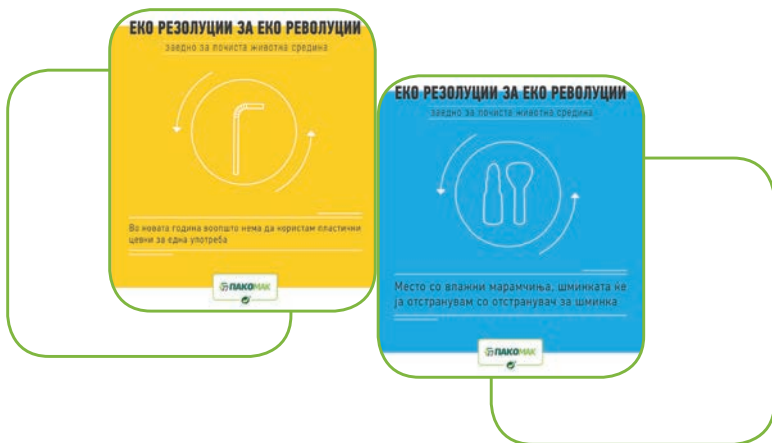 ЕКО РЕЗОЛУЦИИ ЗА ЕКО РЕВОЛУЦИИ
заедно за почиста животна средина
Во новата година воопшто нема да користам пластични
цевки за една употреба
ПАКОМАК
ЕКО РЕЗОЛУЦИИ ЗА ЕКО РЕВОЛУЦИИ
заедно за почиста животна средина
Место со влажни марамчиња, шминката ќе
ја отстранувам со отстранувач за шминка
ПАКОМАК